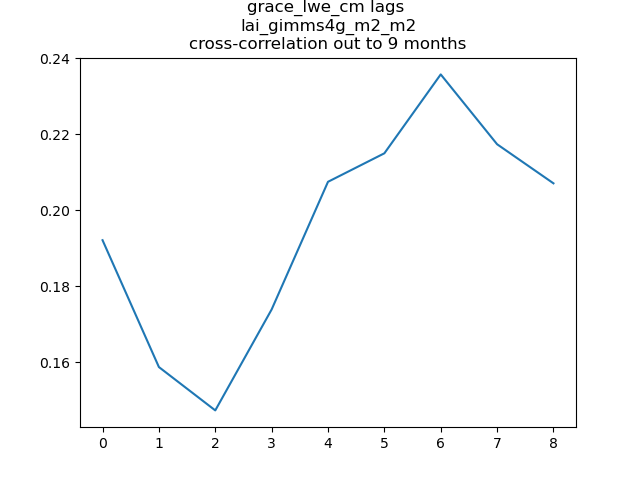 grace_lwe_cm lags
lai_gimms4g_m2_m2
cross-correlation out to 9 months
0.24
0.22
0.20
0.18
0.16
0 1 2 3 4 5 6 7 8